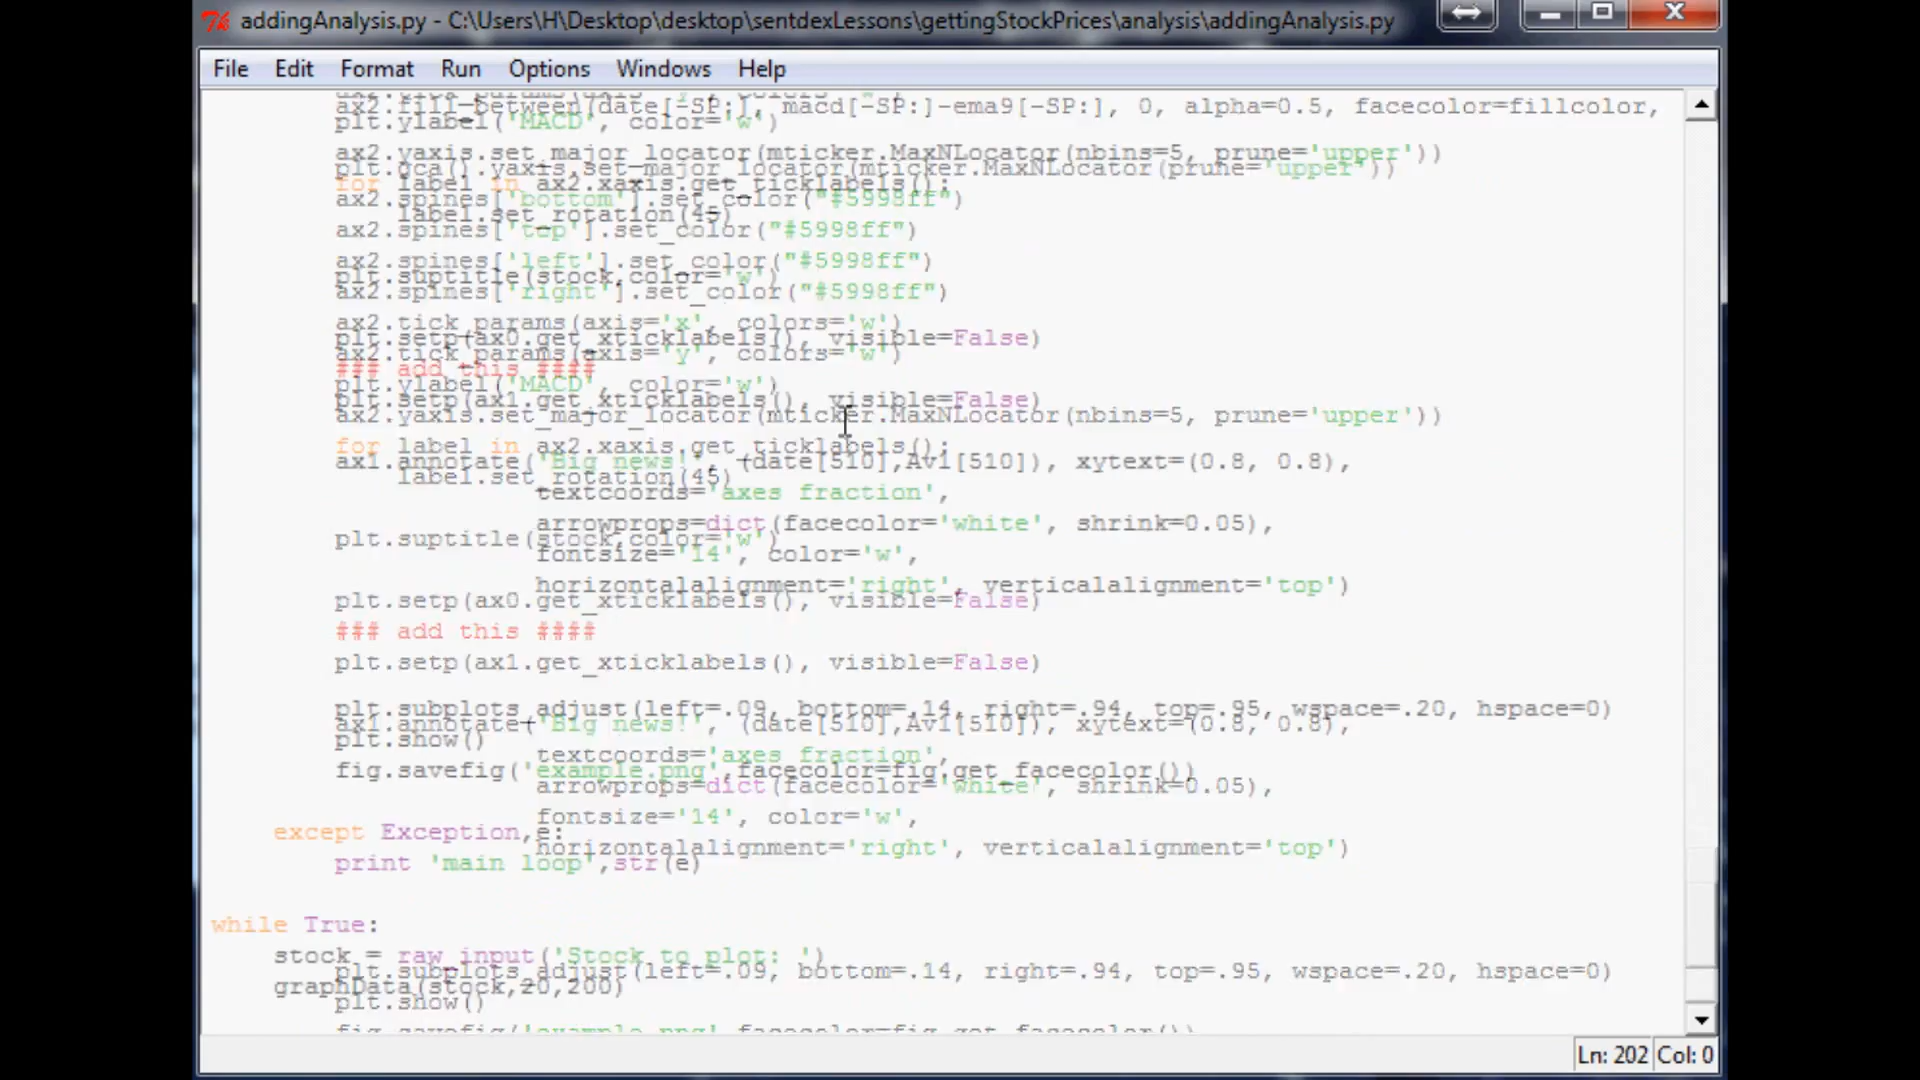 addingAnalysis.py - C:\Users\H\Desktop\desktop\sentdexLessons\gettingStockPrices\analysis\addingAnalysis.py
File Edit Format Run Options Windows Help
ax2.fill_between(date[-SP:], macd[-SP:]-ema9[-SP:], 0, alpha=0.5, facecolor=fillcolor,
plt.ylabel('MACD', color='w')
ax2.yaxis.set_major_locator(mticker.MaxNLocator(nbins=5, prune='upper'))
plt.gca().yaxis.set_major_locator(mticker.MaxNLocator(prune='upper'))
for label in ax2.xaxis.get_ticklabels():
ax2.spines['bottom'].set_color("#5998ff")
label.set_rotation(45)
ax2.spines['top'].set_color("#5998ff")
ax2.spines['left'].set_color("#5998ff")
plt.suptitle(stock,color='w')
ax2.spines['right'].set_color("#5998ff")
ax2.tick_params(axis='x', colors='w')
plt.setp(ax0.get_xticklabels(), visible=False)
ax2.tick_params(axis='y', colors='w')
### add this ####
plt.ylabel('MACD', color='w')
plt.setp(ax1.get_xticklabels(), visible=False)
ax2.yaxis.set_major_locator(mticker.MaxNLocator(nbins=5, prune='upper'))
for label in ax2.xaxis.get_ticklabels():
ax1.annotate('Big news!', (date[510],Av1[510]), xytext=(0.8, 0.8),
label.set_rotation(45)
textcoords='axes fraction',
arrowprops=dict(facecolor='white', shrink=0.05),
plt.suptitle(stock,color='w')
fontsize='14', color='w',
horizontalalignment='right', verticalalignment='top')
plt.setp(ax0.get_xticklabels(), visible=False)
### add this ####
plt.setp(ax1.get_xticklabels(), visible=False)
plt.subplots_adjust(left=.09, bottom=.14, right=.94, top=.95, wspace=.20, hspace=0)
ax1.annotate('Big news!', (date[510],Av1[510]), xytext=(0.8, 0.8),
plt.show()
textcoords='axes fraction',
fig.savefig('example.png',facecolor=fig.get_facecolor())
arrowprops=dict(facecolor='white', shrink=0.05),
fontsize='14', color='w',
except Exception,e:
horizontalalignment='right', verticalalignment='top')
print 'main loop',str(e)
while True:
stock = raw_input('Stock to plot: ')
plt.subplots_adjust(left=.09, bottom=.14, right=.94, top=.95, wspace=.20, hspace=0)
graphData(stock,20,200)
plt.show()
fig.savefig('example.png',facecolor=fig.get_facecolor())
Ln: 202 Col: 0